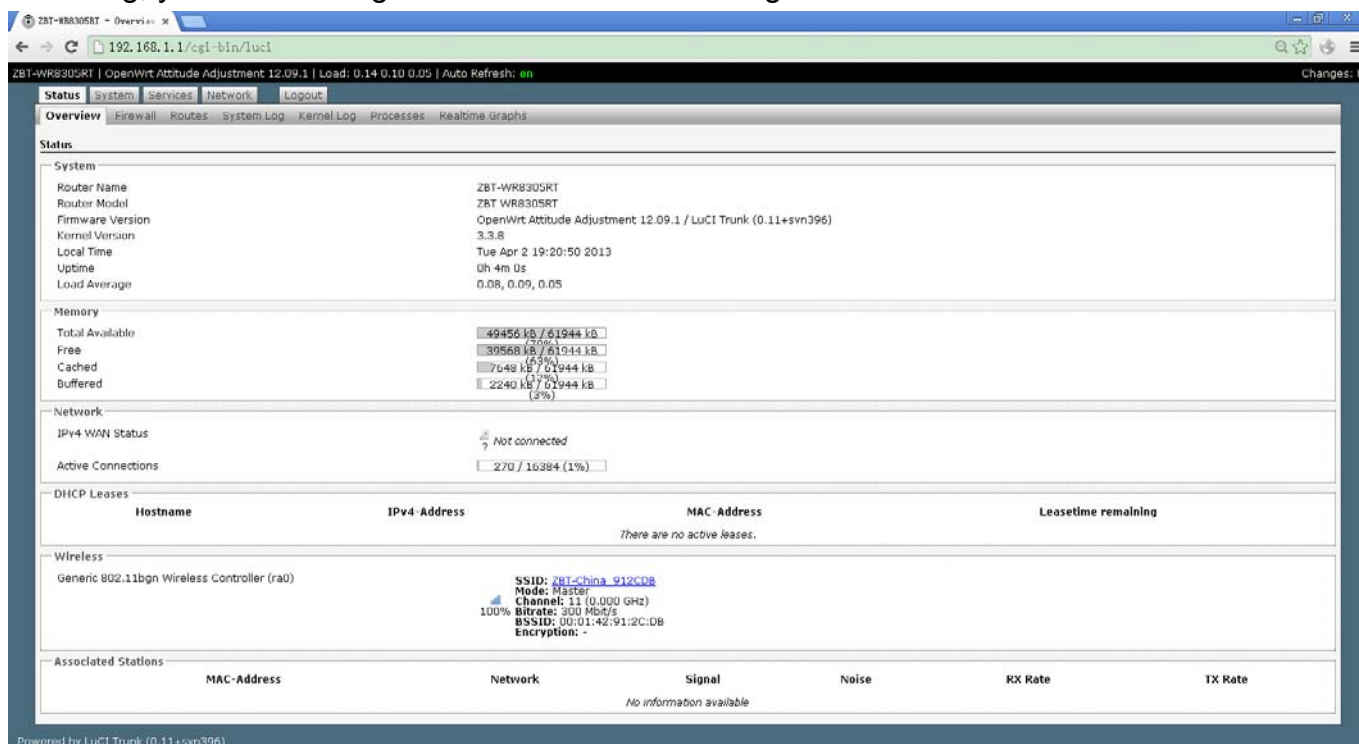 ZBT-WR8305RT - Overview x
192.168.1.1/cgi-bin/luci
ZBT-WR8305RT | OpenWrt Attitude Adjustment 12.09.1 | Load: 0.14 0.10 0.05 | Auto Refresh: on Changes:
Status System Services Network Logout
Overview Firewall Routes System Log Kernel Log Processes Realtime Graphs
Status
System
Router Name ZBT-WR8305RT
Router Model ZBT WR8305RT
Firmware Version OpenWrt Attitude Adjustment 12.09.1 / LuCI Trunk (0.11+svn396)
Kernel Version 3.3.8
Local Time Tue Apr 2 19:20:50 2013
Uptime 0h 4m 0s
Load Average 0.08, 0.09, 0.05
Memory
Total Available 49456 kB / 61944 kB (79%)
Free 39568 kB / 61944 kB (63%)
Cached 7648 kB / 61944 kB (12%)
Buffered 2240 kB / 61944 kB (3%)
Network
IPv4 WAN Status ? Not connected
Active Connections 270 / 16384 (1%)
DHCP Leases
Hostname IPv4-Address MAC-Address Leasetime remaining
There are no active leases.
Wireless
Generic 802.11bgn Wireless Controller (ra0)
SSID: ZBT-China_912CDB
Mode: Master
Channel: 11 (0.000 GHz)
100% Bitrate: 300 Mbit/s
BSSID: 00:01:42:91:2C:DB
Encryption: -
Associated Stations
MAC-Address Network Signal Noise RX Rate TX Rate
No information available
Powered by LuCI Trunk (0.11+svn396)